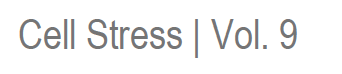 Cell Stress | Vol. 9